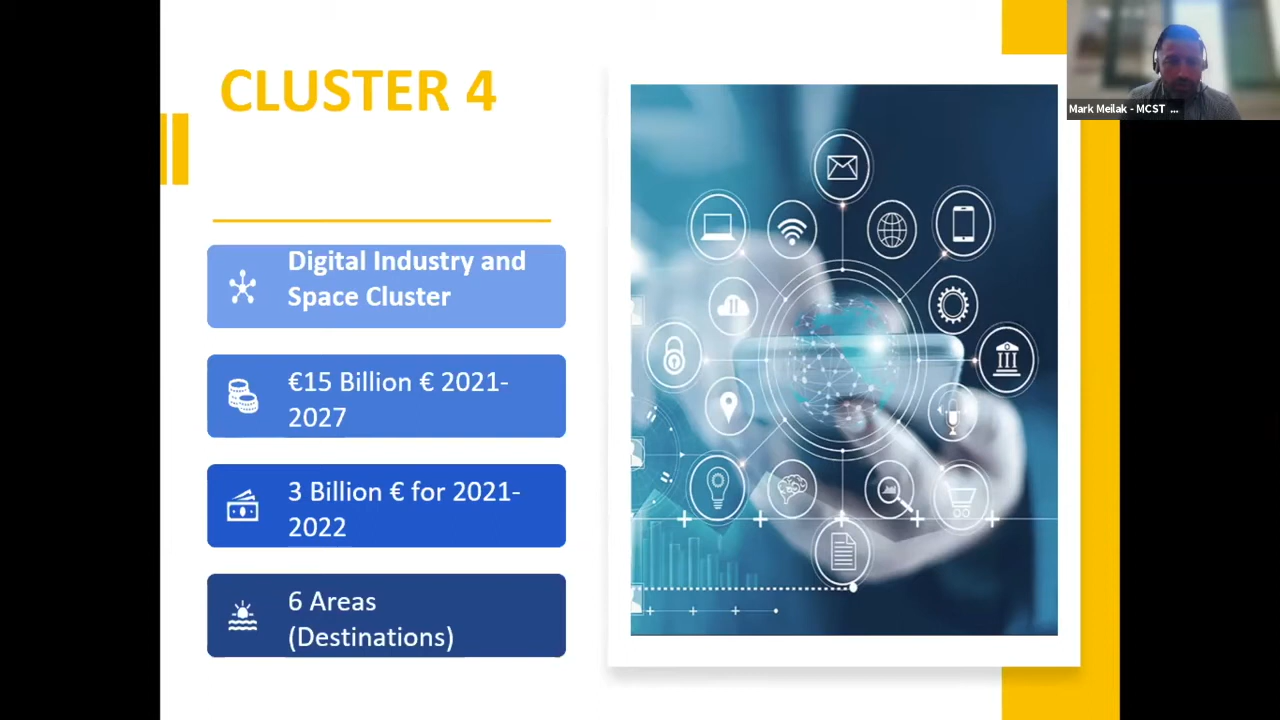 CLUSTER 4
Digital Industry and
Space Cluster
€15 Billion € 2021-
2027
3 Billion € for 2021-
2022
6 Areas
(Destinations)
Mark Meilak - MCST ...